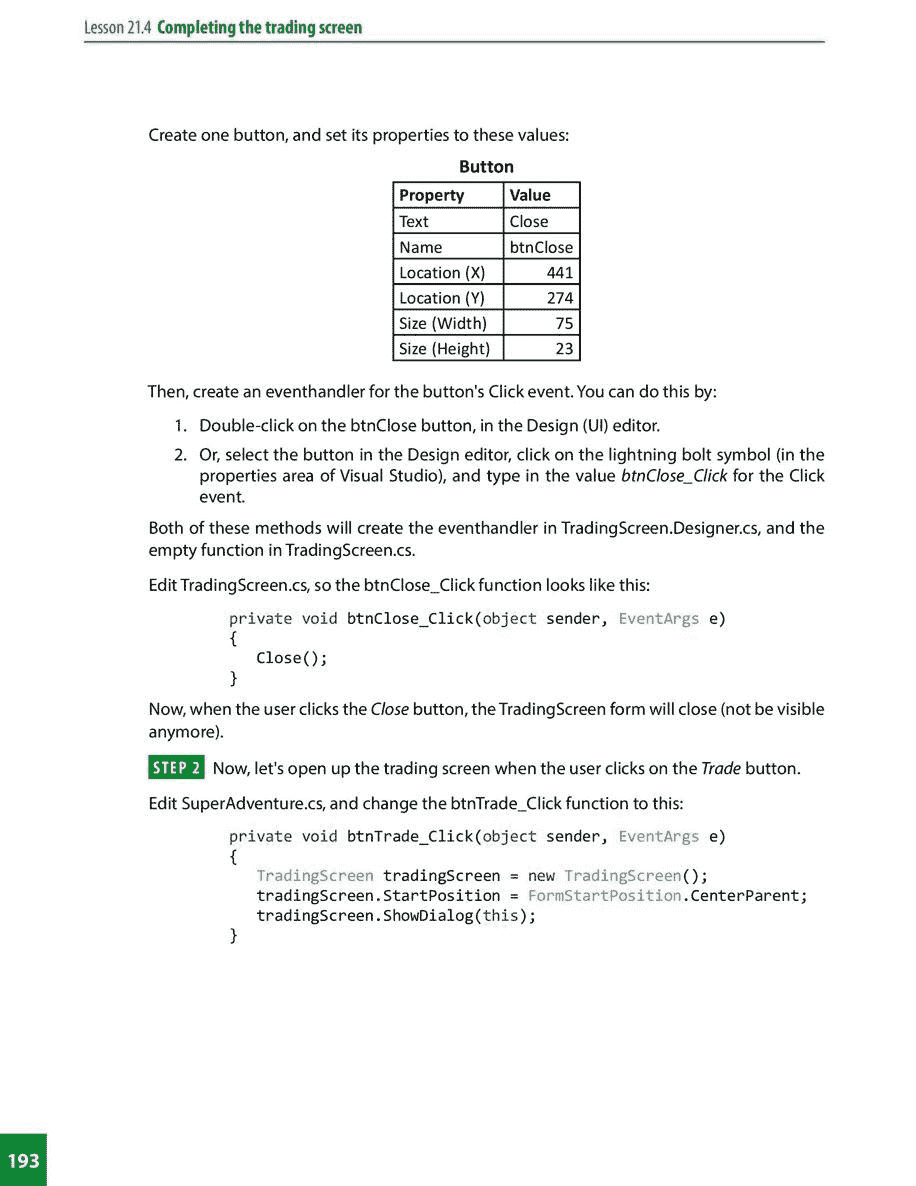 Lesson 21.4 Completing the trading screen
Create one button, and set its properties to these values:
Button
Property Value
Text Close
Name btnClose
Location (X) 441
Location (Y) 274
Size (Width) 75
Size (Height) 23
Then, create an eventhandler for the button's Click event. You can do this by:
1. Double-click on the btnClose button, in the Design (UI) editor.
2. Or, select the button in the Design editor, click on the lightning bolt symbol (in the
properties area of Visual Studio), and type in the value btnClose_Click for the Click
event.
Both of these methods will create the eventhandler in TradingScreen.Designer.cs, and the
empty function in TradingScreen.cs.
Edit TradingScreen.cs, so the btnClose_Click function looks like this:
private void btnClose_Click(object sender, EventArgs e)
{
Close();
}
Now, when the user clicks the Close button, the TradingScreen form will close (not be visible
anymore).
STEP 2 Now, let's open up the trading screen when the user clicks on the Trade button.
Edit SuperAdventure.cs, and change the btnTrade_Click function to this:
private void btnTrade_Click(object sender, EventArgs e)
{
TradingScreen tradingScreen = new TradingScreen();
tradingScreen.StartPosition = FormStartPosition.CenterParent;
tradingScreen.ShowDialog(this);
}
193